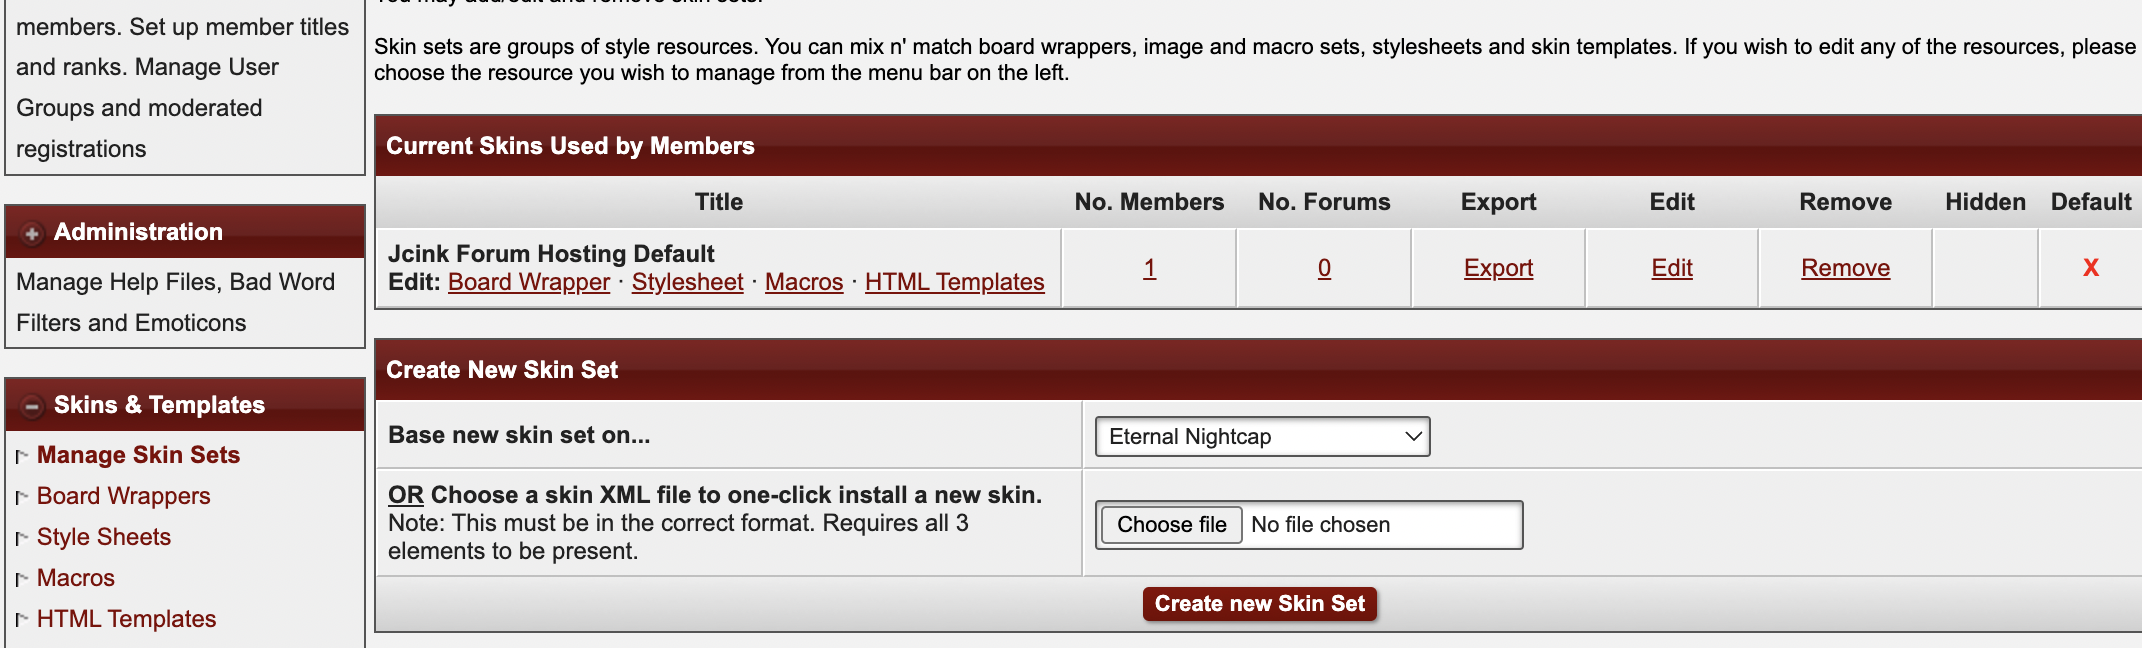 members. Set up member titles
and ranks. Manage User
Groups and moderated
registrations
Administration
Manage Help Files, Bad Word
Filters and Emoticons
Skins & Templates
Manage Skin Sets
Board Wrappers
Style Sheets
Macros
HTML Templates
You may add/edit and remove skin sets.
Skin sets are groups of style resources. You can mix n' match board wrappers, image and macro sets, stylesheets and skin templates. If you wish to edit any of the resources, please
choose the resource you wish to manage from the menu bar on the left.
Current Skins Used by Members
Title No. Members No. Forums Export Edit Remove Hidden Default
Jcink Forum Hosting Default
Edit: Board Wrapper · Stylesheet · Macros · HTML Templates 1 0 Export Edit Remove X
Create New Skin Set
Base new skin set on... Eternal Nightcap
OR Choose a skin XML file to one-click install a new skin.
Note: This must be in the correct format. Requires all 3
elements to be present.
Choose file No file chosen
Create new Skin Set